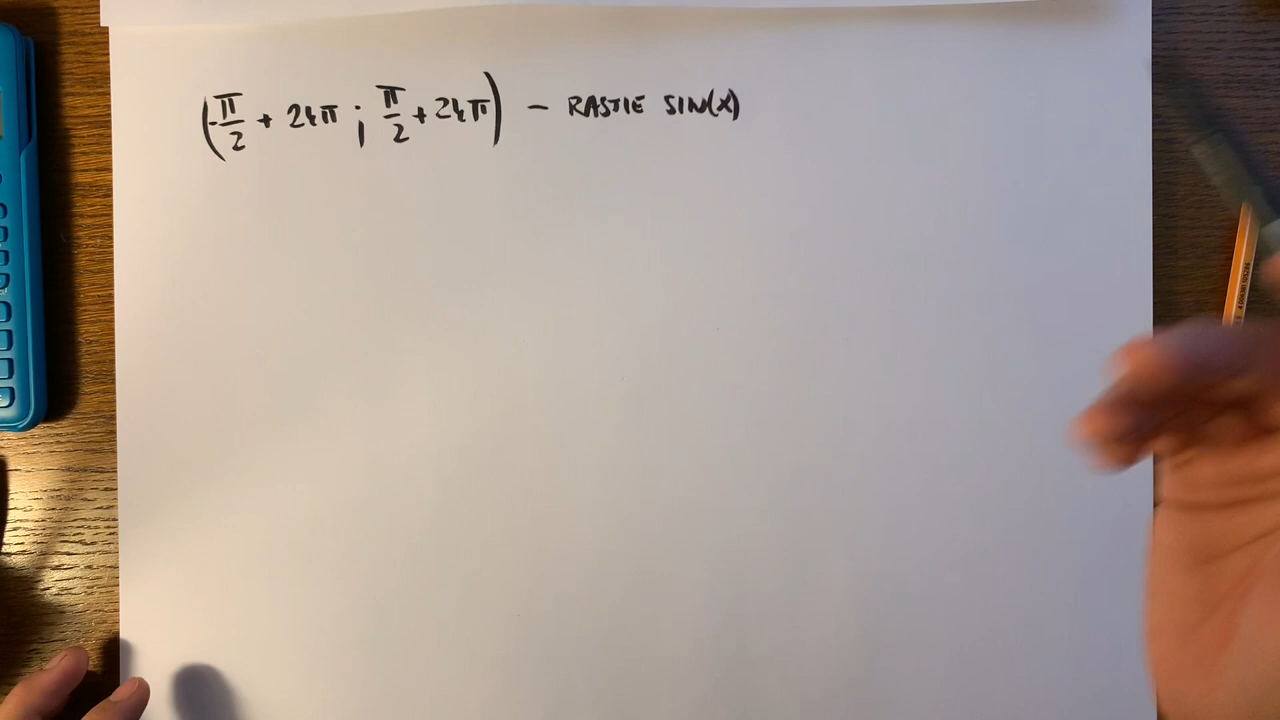 (-π/2 + 2kπ ; π/2 + 2kπ) – RASTIE SIN(X)